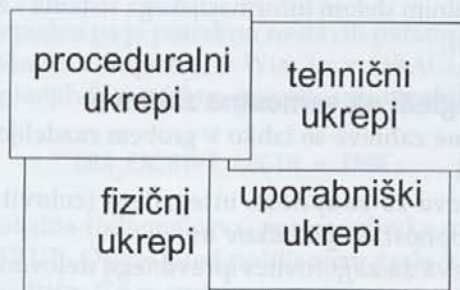 proceduralni
ukrepi
tehnični
ukrepi
fizični
ukrepi
uporabniški
ukrepi